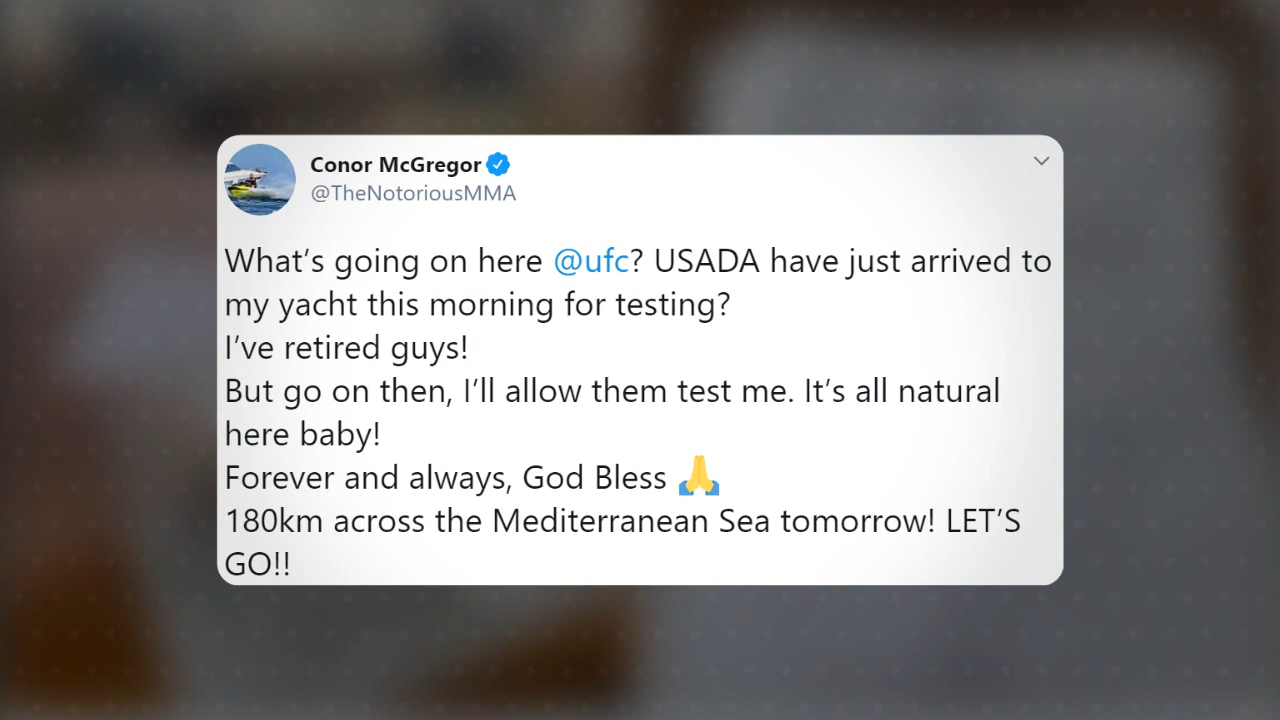 Conor McGregor
@TheNotoriousMMA
What’s going on here @ufc? USADA have just arrived to
my yacht this morning for testing?
I’ve retired guys!
But go on then, I’ll allow them test me. It’s all natural
here baby!
Forever and always, God Bless 🙏
180km across the Mediterranean Sea tomorrow! LET’S
GO!!